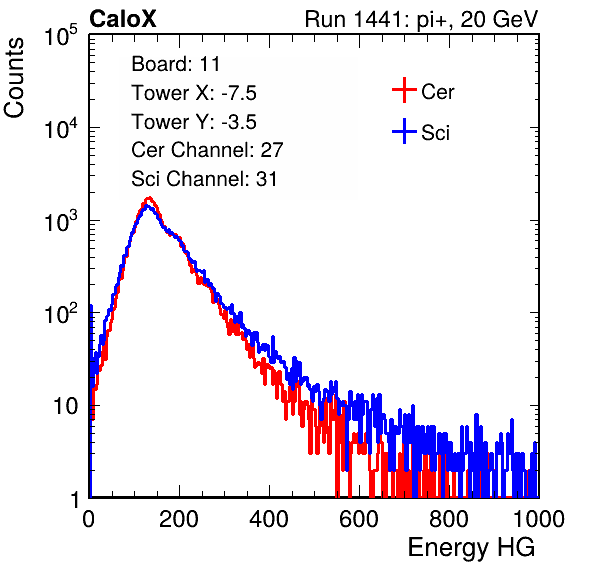 CaloX Run 1441: pi+, 20 GeV
Counts
10^5
10^4
10^3
10^2
10
1
Board: 11
Tower X: -7.5
Tower Y: -3.5
Cer Channel: 27
Sci Channel: 31
Cer
Sci
0 200 400 600 800 1000
Energy HG